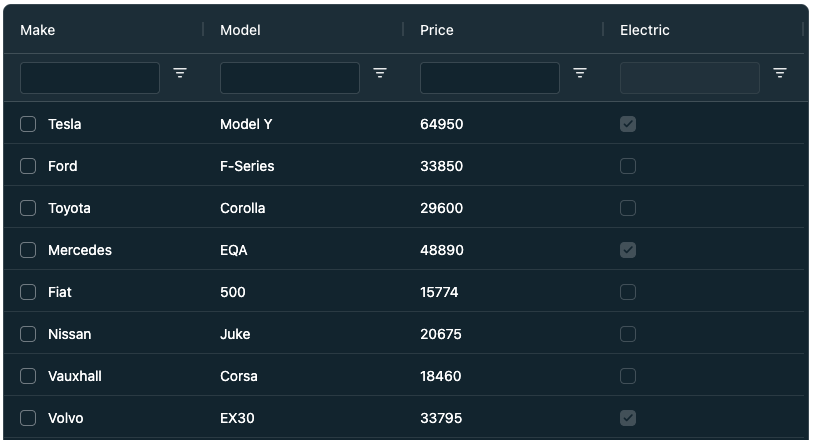 Make Model Price Electric
Tesla Model Y 64950
Ford F-Series 33850
Toyota Corolla 29600
Mercedes EQA 48890
Fiat 500 15774
Nissan Juke 20675
Vauxhall Corsa 18460
Volvo EX30 33795